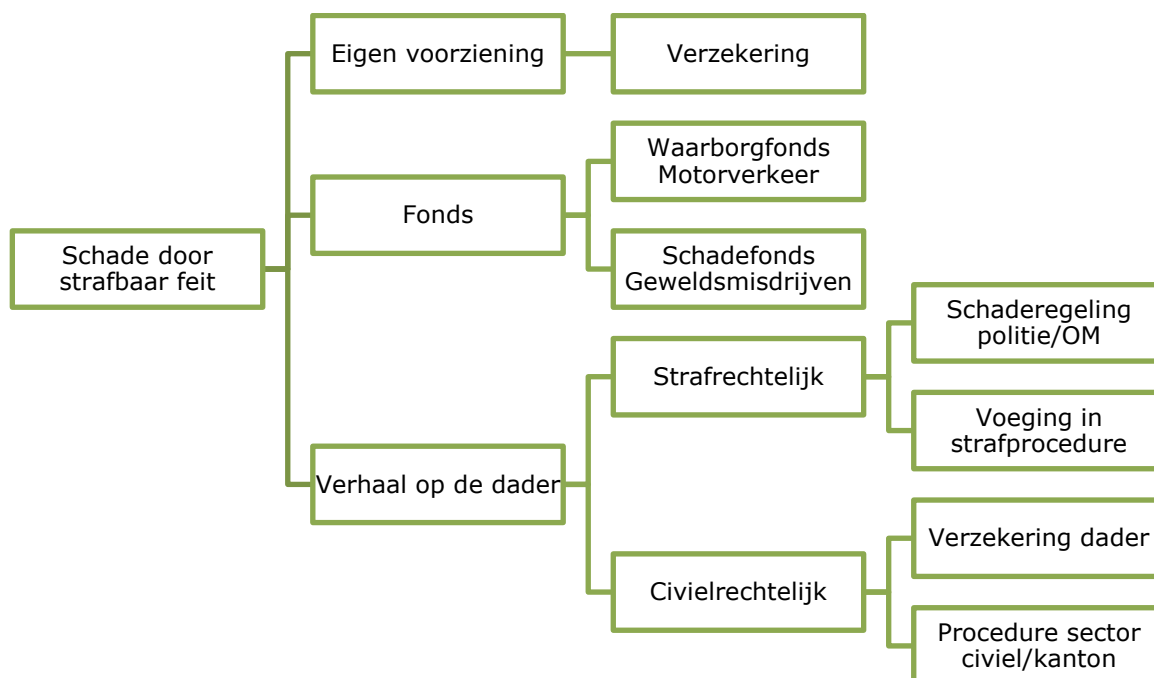 Eigen voorziening
Verzekering
Waarborgfonds
Motorverkeer
Fonds
Schade door
strafbaar feit
Schadefonds
Geweldsmisdrijven
Schaderegeling
politie/OM
Strafrechtelijk
Voeging in
strafprocedure
Verhaal op de dader
Verzekering dader
Civielrechtelijk
Procedure sector
civiel/kanton